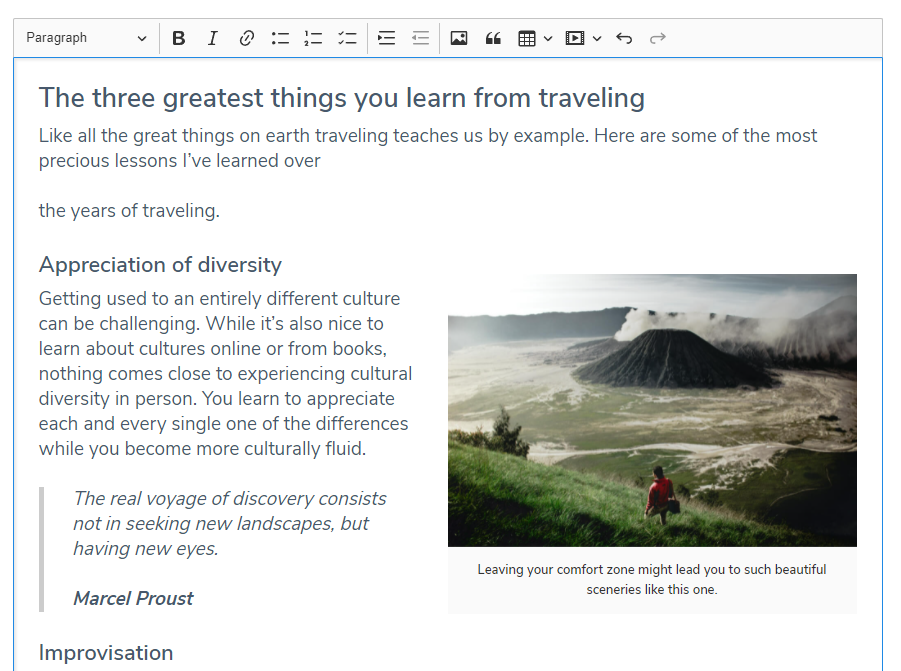 Paragraph
The three greatest things you learn from traveling
Like all the great things on earth traveling teaches us by example. Here are some of the most
precious lessons I’ve learned over
the years of traveling.
Appreciation of diversity
Getting used to an entirely different culture
can be challenging. While it’s also nice to
learn about cultures online or from books,
nothing comes close to experiencing cultural
diversity in person. You learn to appreciate
each and every single one of the differences
while you become more culturally fluid.
The real voyage of discovery consists
not in seeking new landscapes, but
having new eyes.
Marcel Proust
Leaving your comfort zone might lead you to such beautiful
sceneries like this one.
Improvisation